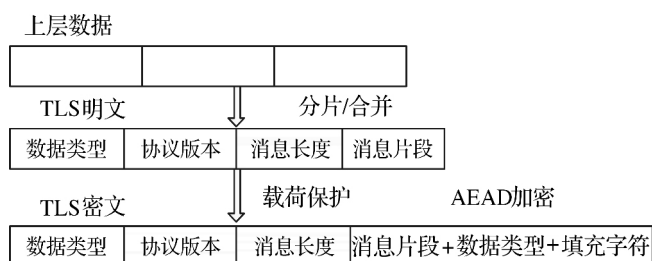 上层数据
TLS明文 分片/合并
数据类型 协议版本 消息长度 消息片段
TLS密文 载荷保护 AEAD加密
数据类型 协议版本 消息长度 消息片段+数据类型+填充字符